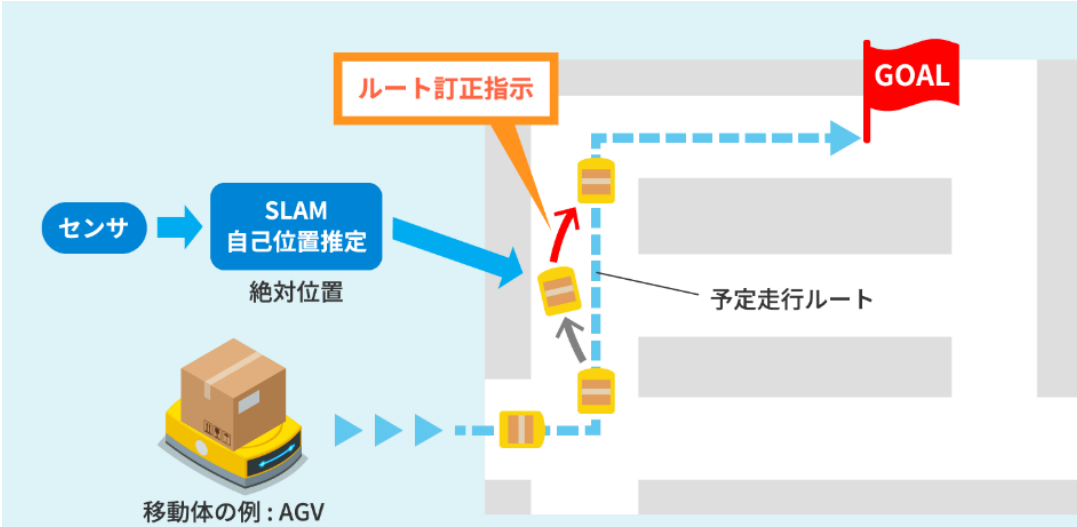 ルート訂正指示
GOAL
センサ
SLAM
自己位置推定
絶対位置
予定走行ルート
移動体の例 : AGV